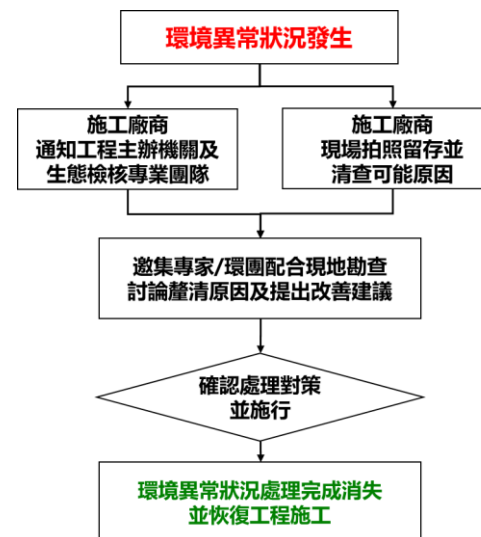 環境異常狀況發生
施工廠商
通知工程主辦機關及
生態檢核專業團隊
施工廠商
現場拍照留存並
清查可能原因
邀集專家/環團配合現地勘查
討論釐清原因及提出改善建議
確認處理對策
並施行
環境異常狀況處理完成消失
並恢復工程施工